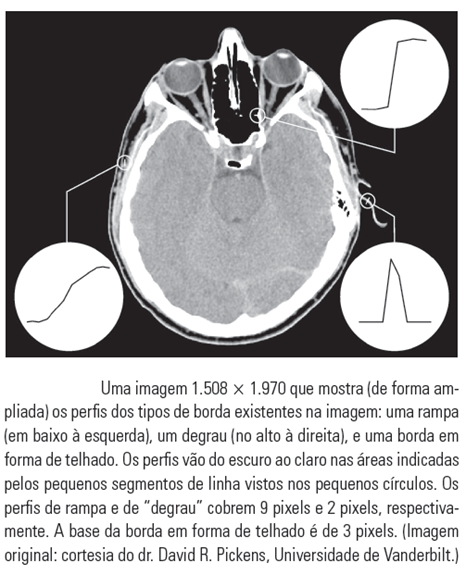 Uma imagem 1.508 × 1.970 que mostra (de forma am-
pliada) os perfis dos tipos de borda existentes na imagem: uma rampa
(em baixo à esquerda), um degrau (no alto à direita), e uma borda em
forma de telhado. Os perfis vão do escuro ao claro nas áreas indicadas
pelos pequenos segmentos de linha vistos nos pequenos círculos. Os
perfis de rampa e de “degrau” cobrem 9 pixels e 2 pixels, respectiva-
mente. A base da borda em forma de telhado é de 3 pixels. (Imagem
original: cortesia do dr. David R. Pickens, Universidade de Vanderbilt.)